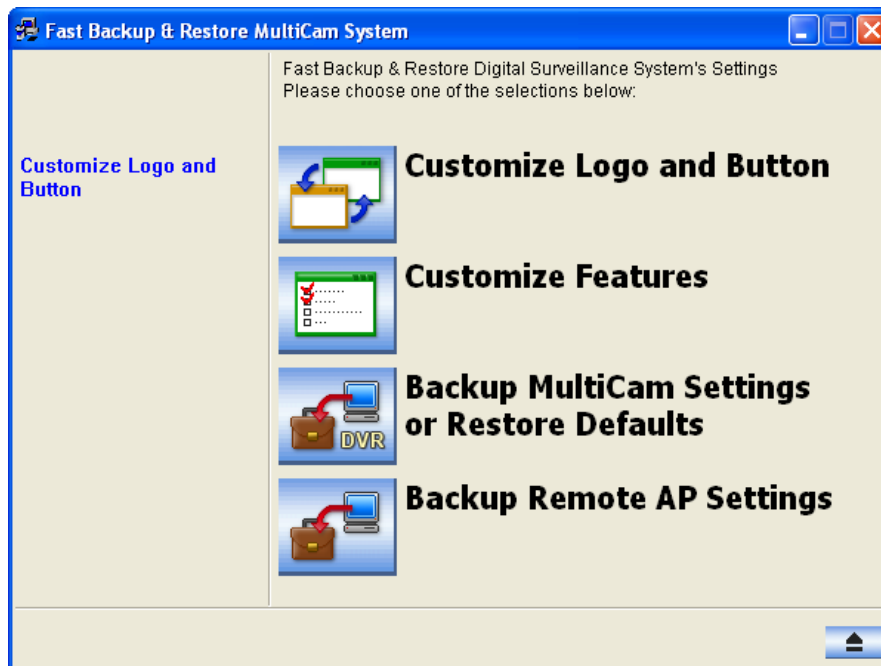 Fast Backup & Restore MultiCam System
Fast Backup & Restore Digital Surveillance System's Settings
Please choose one of the selections below:
Customize Logo and
Button
Customize Logo and Button
Customize Features
Backup MultiCam Settings
or Restore Defaults
DVR
Backup Remote AP Settings